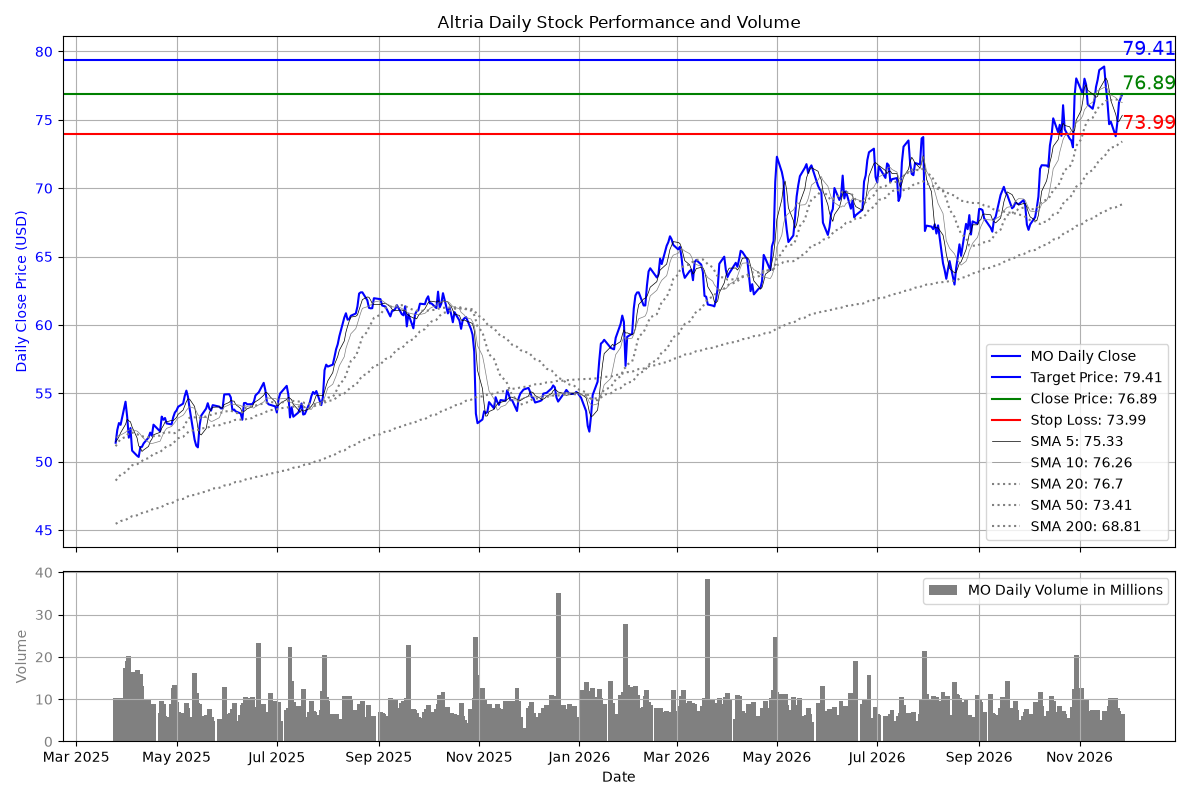 Altria Daily Stock Performance and Volume
Daily Close Price (USD)
80
75
70
65
60
55
50
45
79.41
76.89
73.99
MO Daily Close
Target Price: 79.41
Close Price: 76.89
Stop Loss: 73.99
SMA 5: 75.33
SMA 10: 76.26
SMA 20: 76.7
SMA 50: 73.41
SMA 200: 68.81
Volume
40
30
20
10
0
MO Daily Volume in Millions
Mar 2025 May 2025 Jul 2025 Sep 2025 Nov 2025 Jan 2026 Mar 2026 May 2026 Jul 2026 Sep 2026 Nov 2026
Date